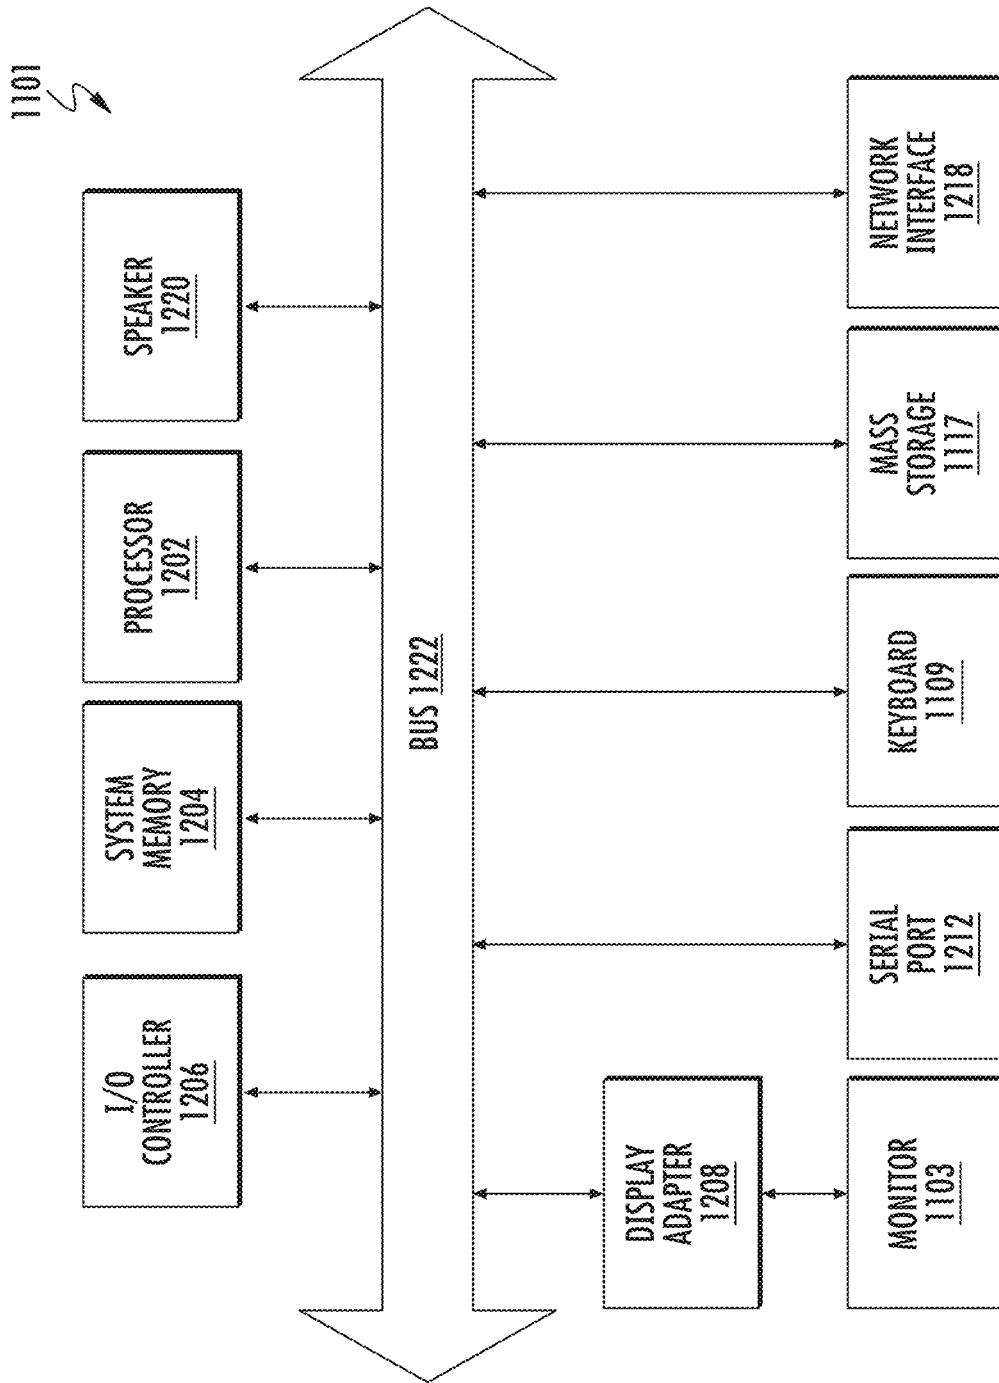 1101
I/O
CONTROLLER
1206
SYSTEM
MEMORY
1204
PROCESSOR
1202
SPEAKER
1220
BUS 1222
DISPLAY
ADAPTER
1208
MONITOR
1103
SERIAL
PORT
1212
KEYBOARD
1109
MASS
STORAGE
1117
NETWORK
INTERFACE
1218